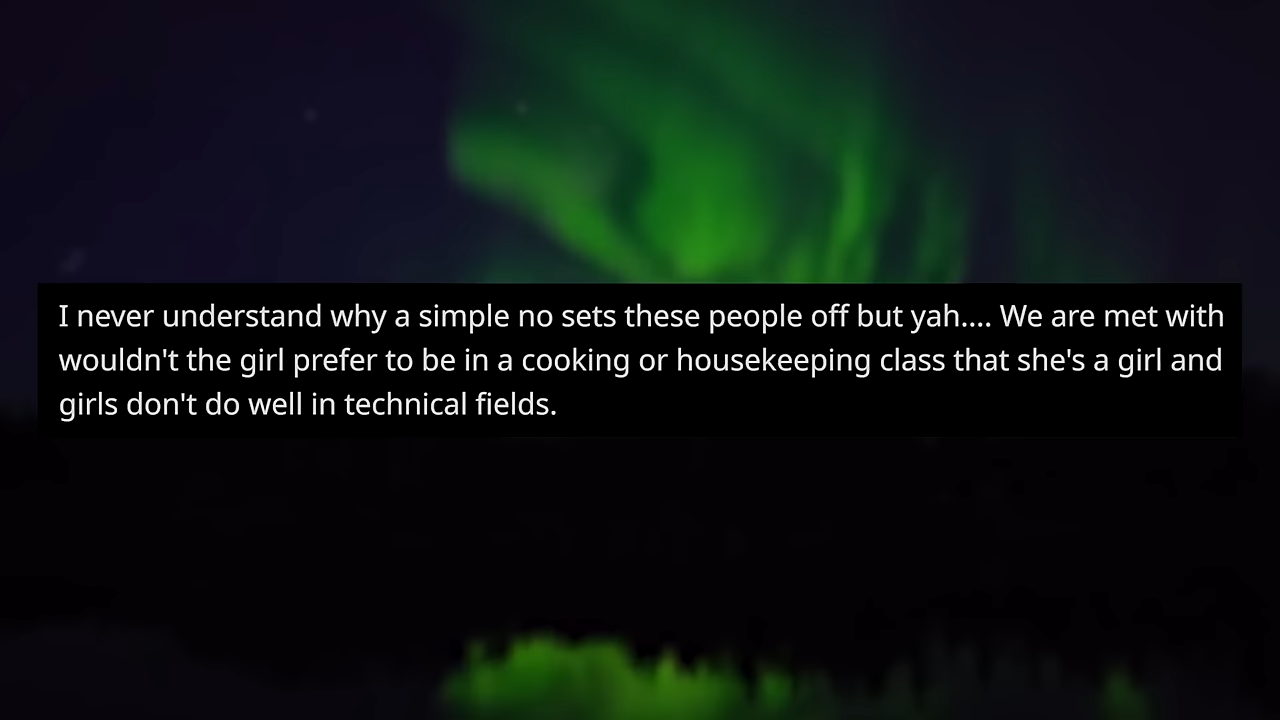 I never understand why a simple no sets these people off but yah.... We are met with
wouldn't the girl prefer to be in a cooking or housekeeping class that she's a girl and
girls don't do well in technical fields.